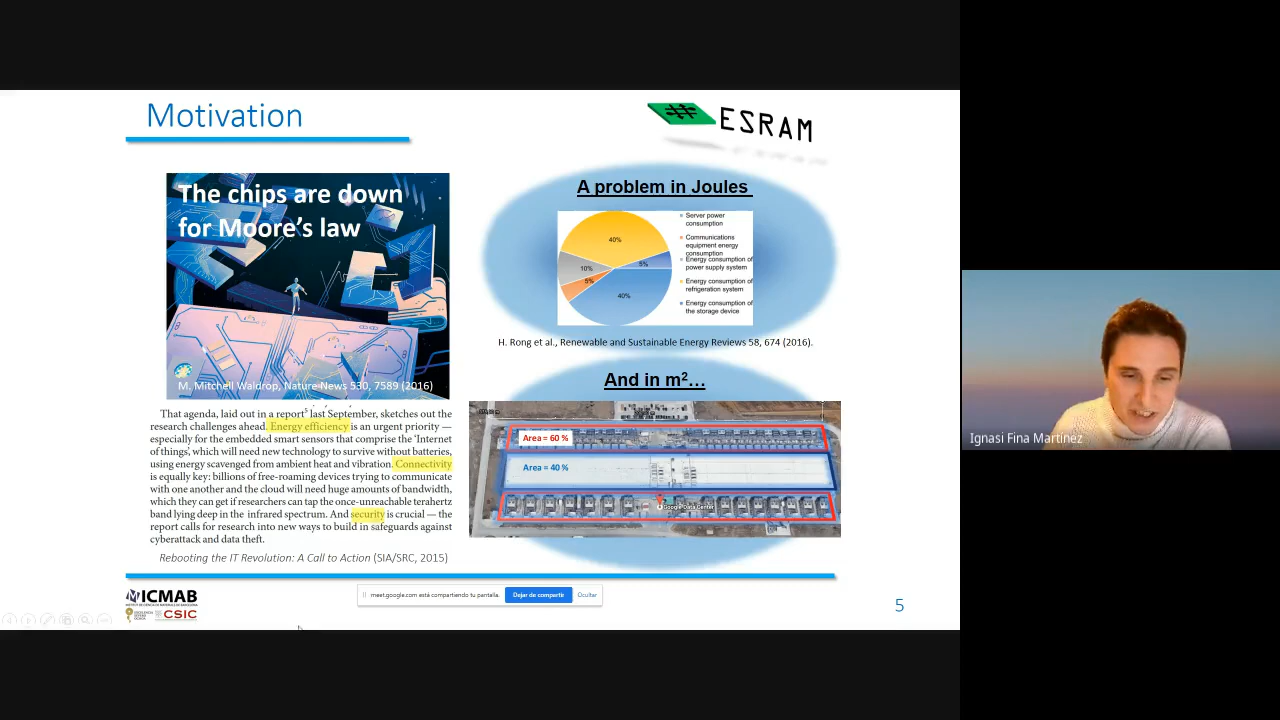 Motivation
ESRAM
The chips are down
for Moore's law
M. Mitchell Waldrop, Nature News 530, 7589 (2016)
That agenda, laid out in a report⁵ last September, sketches out the
research challenges ahead. Energy efficiency is an urgent priority —
especially for the embedded smart sensors that comprise the 'Internet
of things', which will need new technology to survive without batteries,
using energy scavenged from ambient heat and vibration. Connectivity
is equally key: billions of free-roaming devices trying to communicate
with one another and the cloud will need huge amounts of bandwidth,
which they can get if researchers can tap the once-unreachable terahertz
band lying deep in the infrared spectrum. And security is crucial — the
report calls for research into new ways to build in safeguards against
cyberattack and data theft.
Rebooting the IT Revolution: A Call to Action (SIA/SRC, 2015)
A problem in Joules
40%
5%
10%
5%
40%
Server power
consumption
Communications
equipment energy
consumption
Energy consumption of
power supply system
Energy consumption of
refrigeration system
Energy consumption of
the storage device
H. Rong et al., Renewable and Sustainable Energy Reviews 58, 674 (2016).
And in m²…
Area = 60 %
Area = 40 %
Google Data Center
ICMAB
CSIC
meet.google.com está compartiendo tu pantalla.
Dejar de compartir
Ocultar
5
Ignasi Fina Martínez